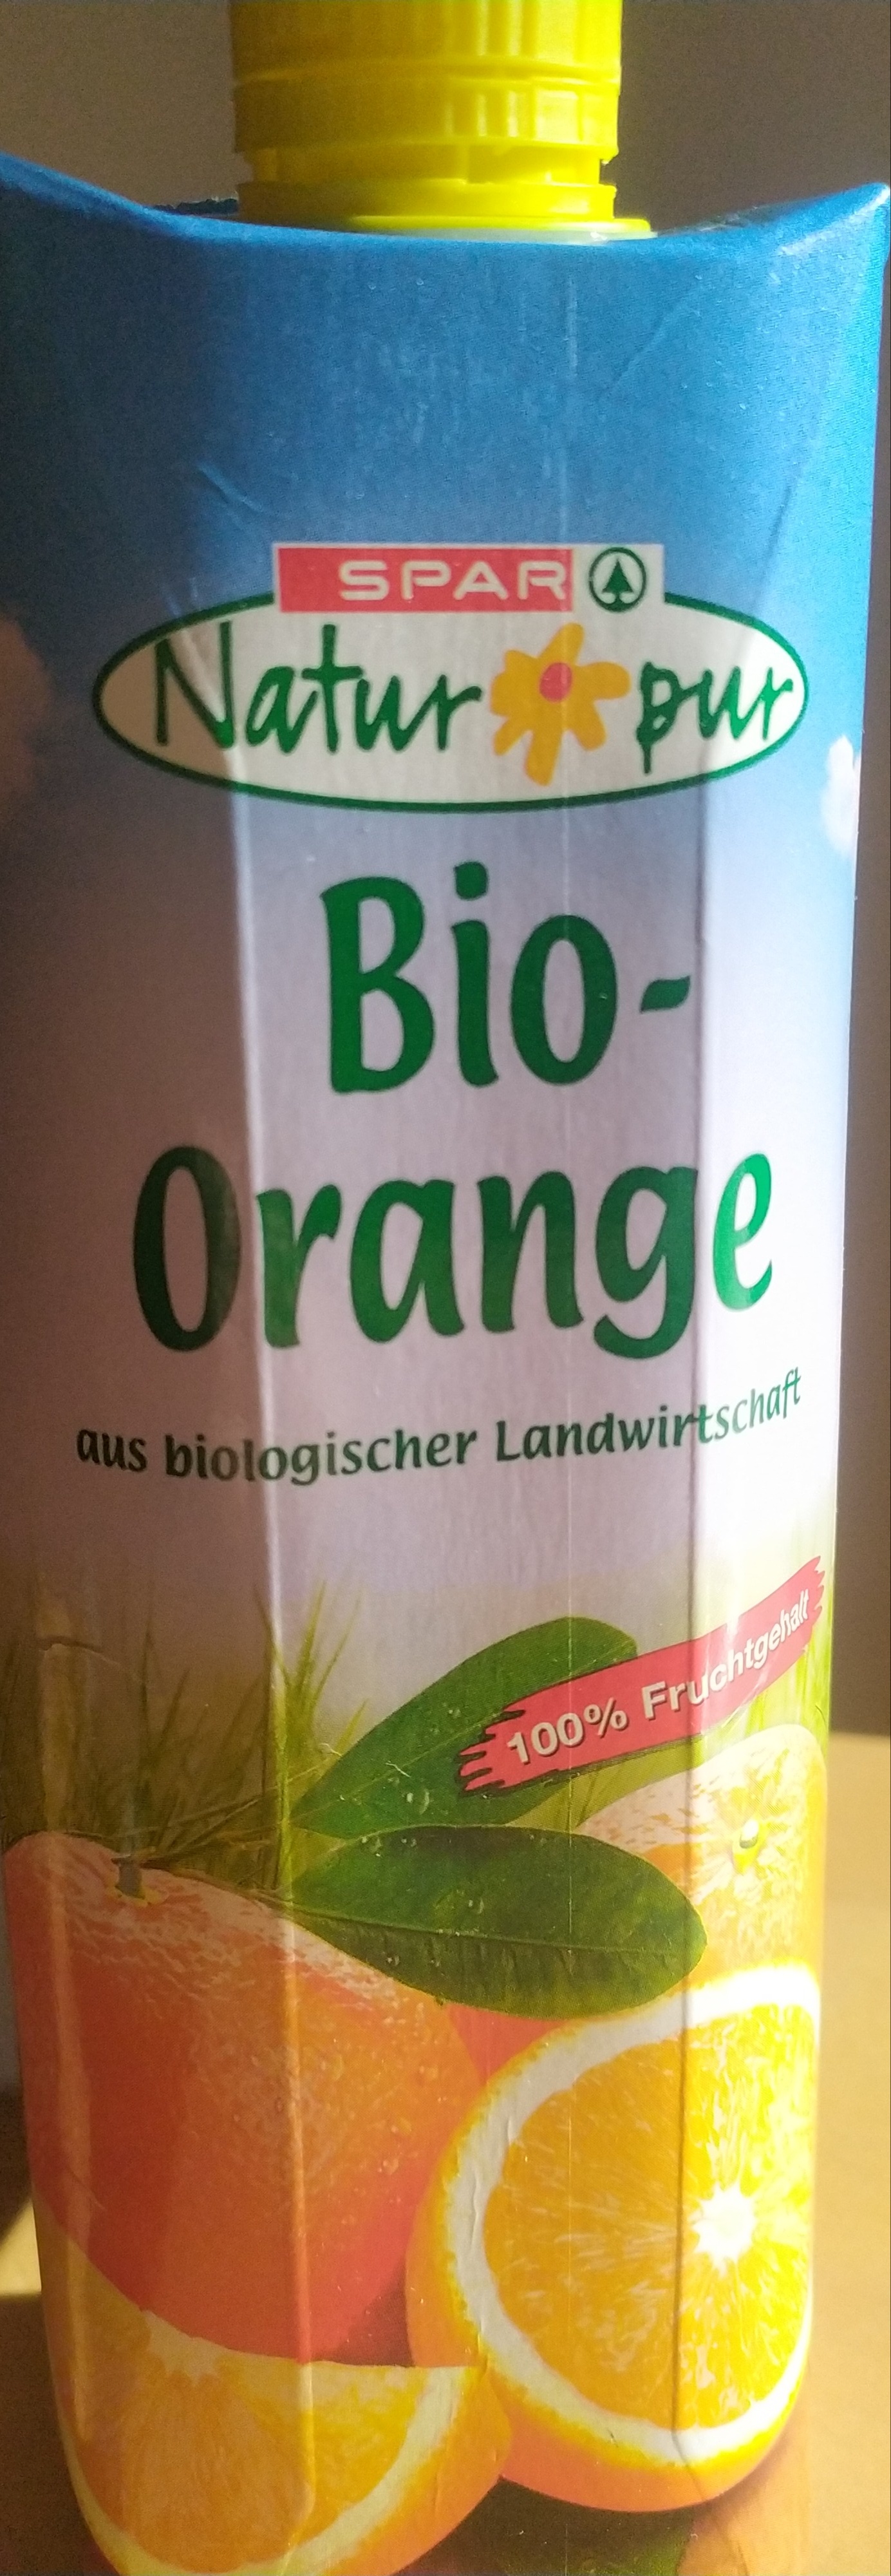 SPAR
Natur pur
Bio-
Orange
aus biologischer Landwirtschaft
100% Fruchtgehalt